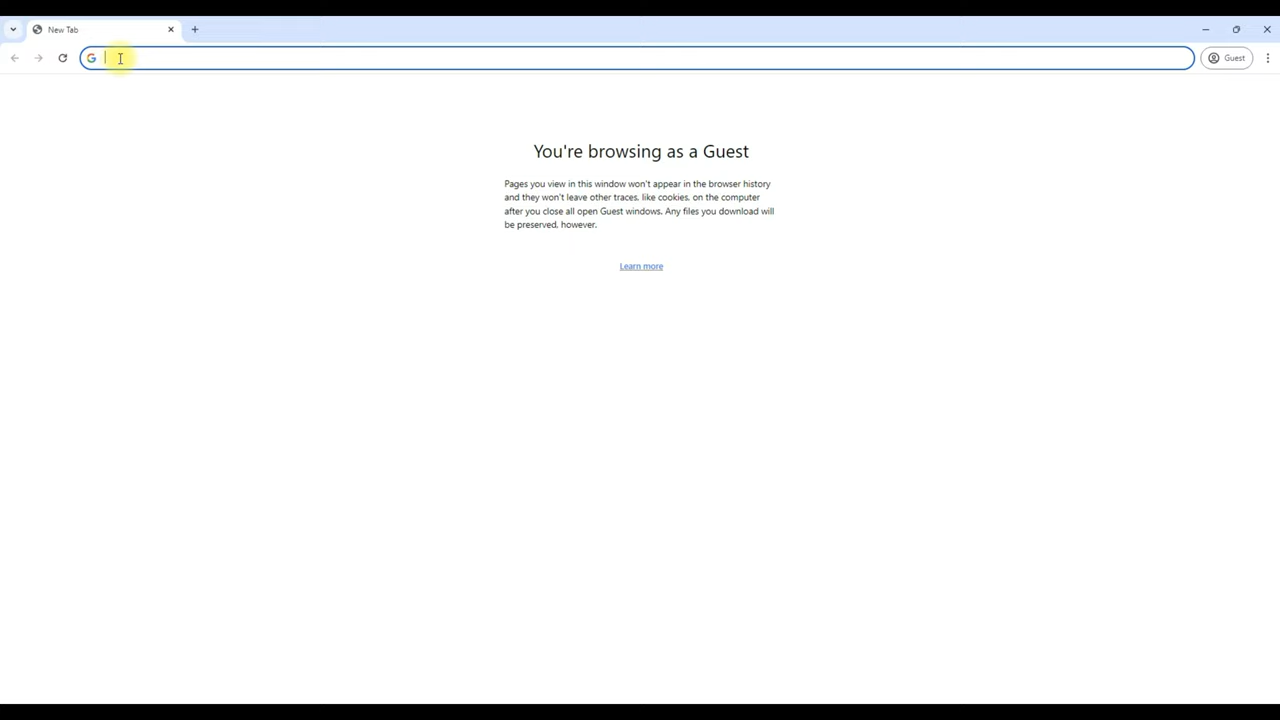 New Tab
Guest
You're browsing as a Guest
Pages you view in this window won't appear in the browser history
and they won't leave other traces, like cookies, on the computer
after you close all open Guest windows. Any files you download will
be preserved, however.
Learn more